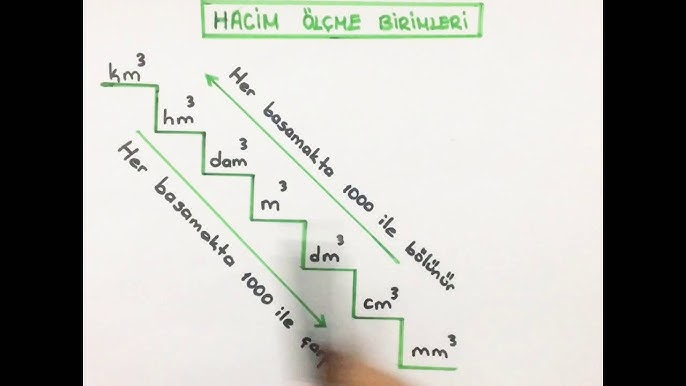 HACİM ÖLÇME BİRİMLERİ
km³
hm³
dam³
m³
dm³
cm³
mm³
Her basamakta 1000 ile bölünür
Her basamakta 1000 ile